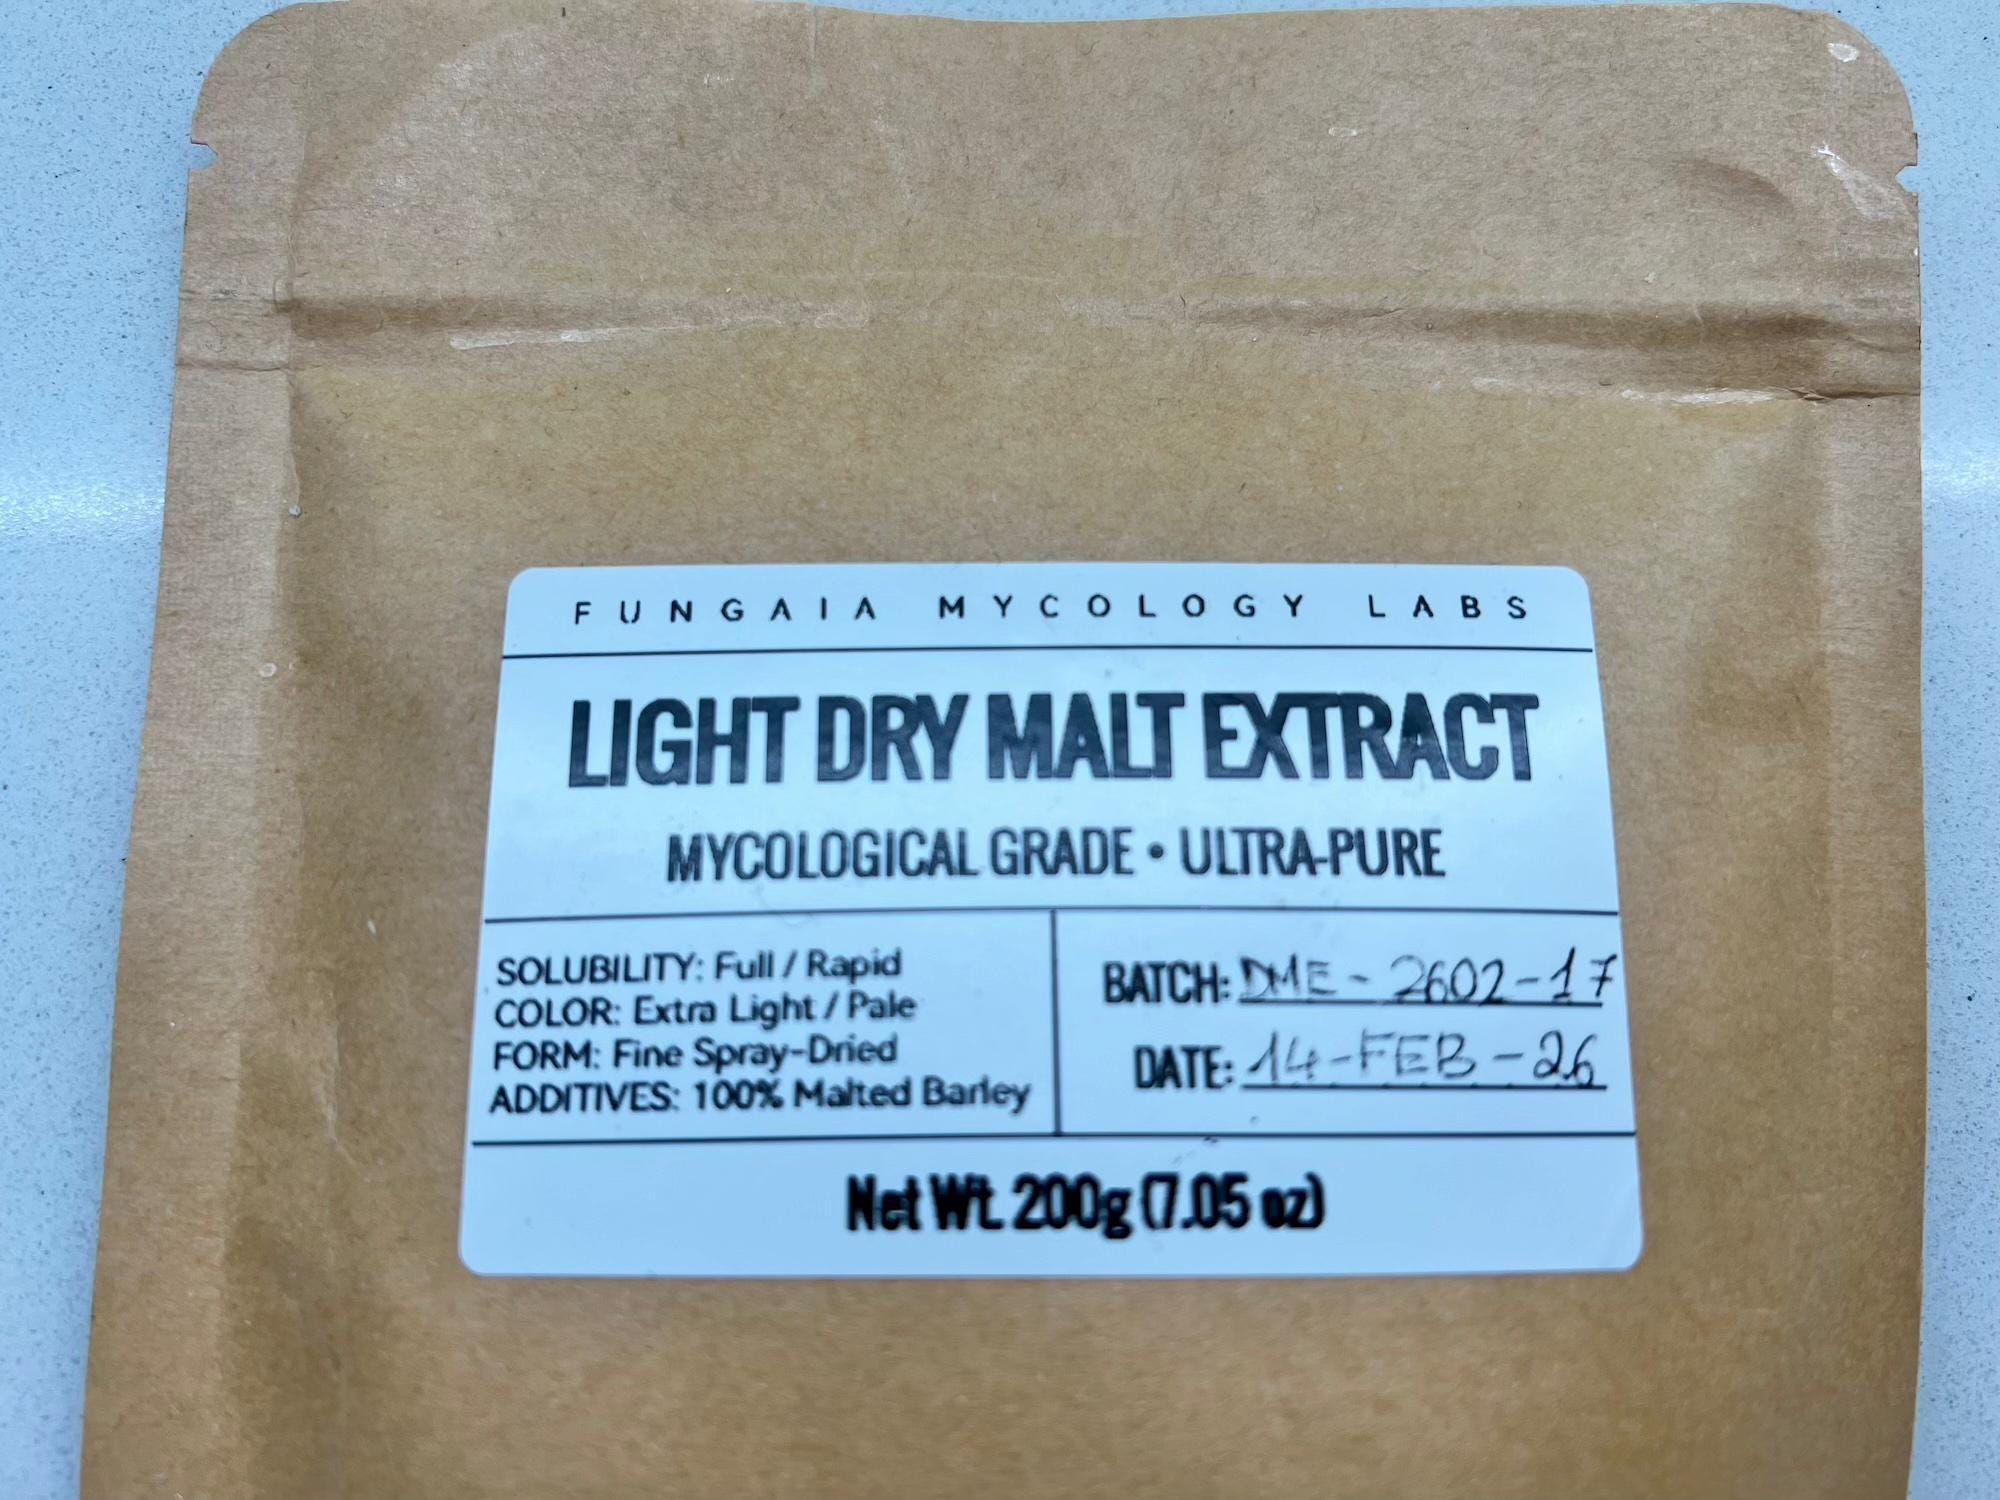 FUNGAIA MYCOLOGY LABS
LIGHT DRY MALT EXTRACT
MYCOLOGICAL GRADE • ULTRA-PURE
SOLUBILITY: Full / Rapid
COLOR: Extra Light / Pale
FORM: Fine Spray-Dried
ADDITIVES: 100% Malted Barley
BATCH: DME-2602-17
DATE: 14-FEB-26
Net Wt. 200g (7.05 oz)